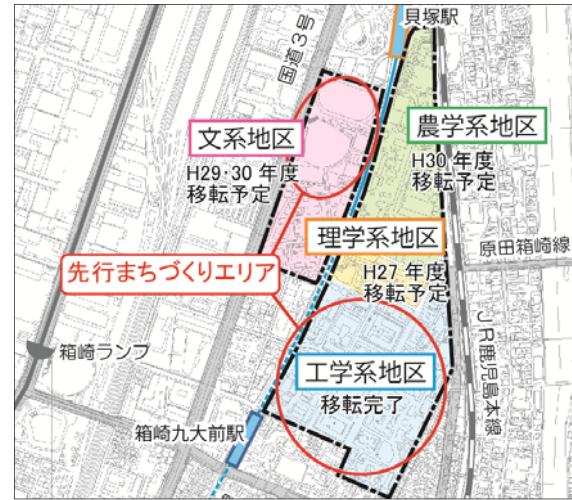 貝塚駅
国道3号
文系地区
H29・30 年度
移転予定
農学系地区
H30 年度
移転予定
理学系地区
H27 年度
移転予定
原田箱崎線
先行まちづくりエリア
箱崎ランプ
工学系地区
移転完了
JR鹿児島本線
箱崎九大前駅